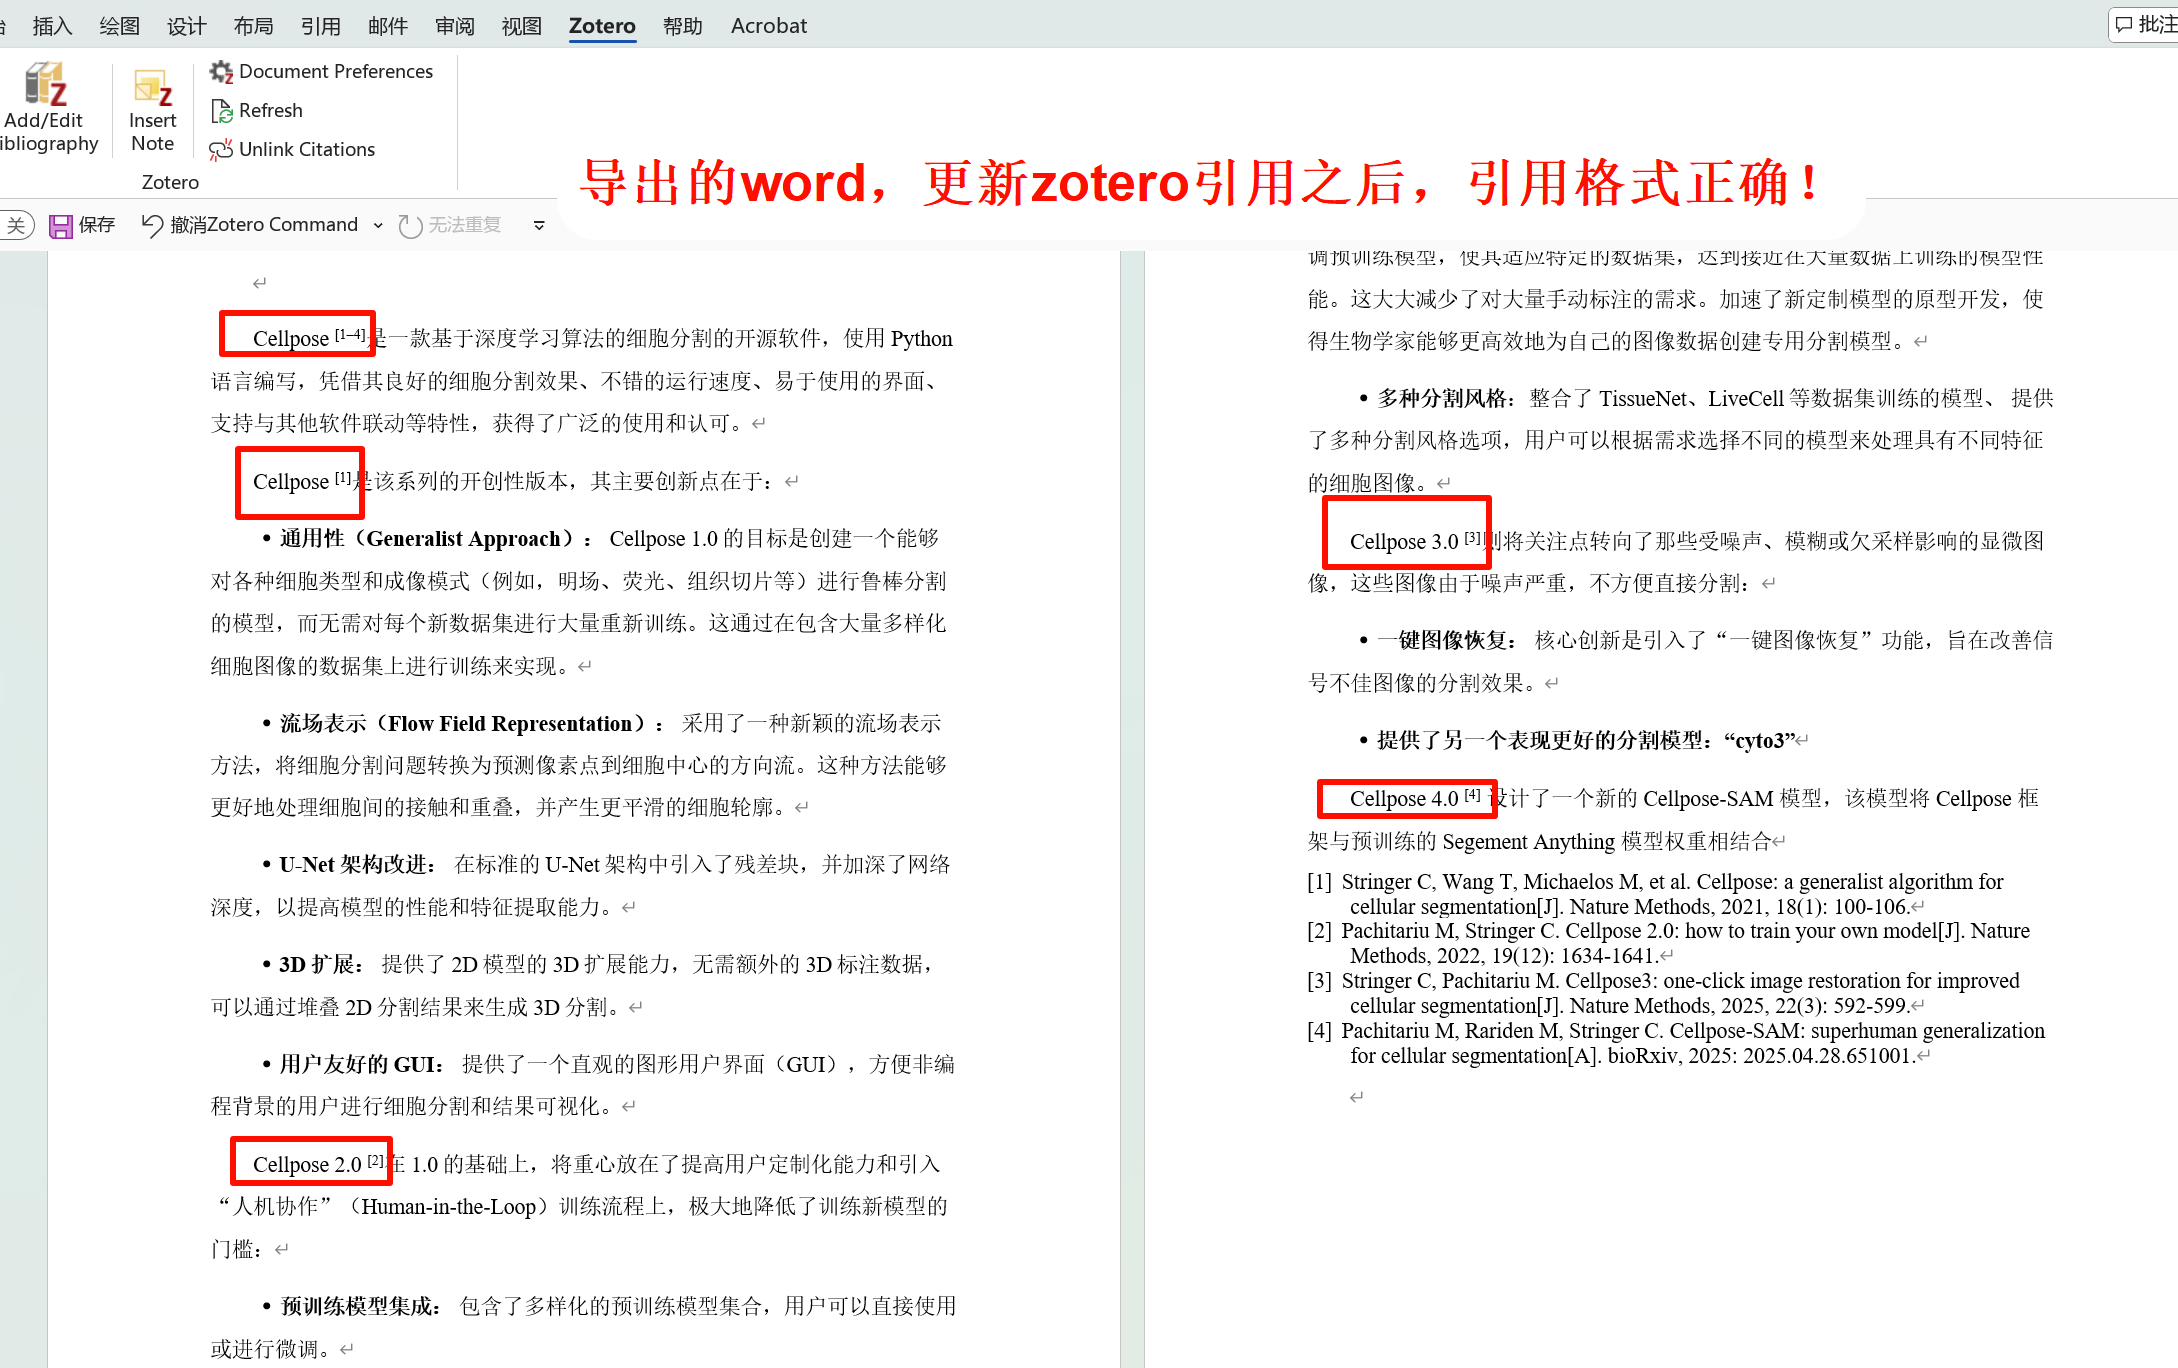 插入 绘图 设计 布局 引用 邮件 审阅 视图 Zotero 帮助 Acrobat 批注
Add/Edit
ibliography
Insert
Note
Document Preferences
Refresh
Unlink Citations
Zotero
导出的word，更新zotero引用之后，引用格式正确！
关 保存 撤消Zotero Command 无法重复
Cellpose [1–4]是一款基于深度学习算法的细胞分割的开源软件，使用 Python
语言编写，凭借其良好的细胞分割效果、不错的运行速度、易于使用的界面、
支持与其他软件联动等特性，获得了广泛的使用和认可。
Cellpose [1]是该系列的开创性版本，其主要创新点在于：
• 通用性（Generalist Approach）： Cellpose 1.0 的目标是创建一个能够
对各种细胞类型和成像模式（例如，明场、荧光、组织切片等）进行鲁棒分割
的模型，而无需对每个新数据集进行大量重新训练。这通过在包含大量多样化
细胞图像的数据集上进行训练来实现。
• 流场表示（Flow Field Representation）： 采用了一种新颖的流场表示
方法，将细胞分割问题转换为预测像素点到细胞中心的方向流。这种方法能够
更好地处理细胞间的接触和重叠，并产生更平滑的细胞轮廓。
• U-Net 架构改进： 在标准的 U-Net 架构中引入了残差块，并加深了网络
深度，以提高模型的性能和特征提取能力。
• 3D 扩展： 提供了 2D 模型的 3D 扩展能力，无需额外的 3D 标注数据，
可以通过堆叠 2D 分割结果来生成 3D 分割。
• 用户友好的 GUI： 提供了一个直观的图形用户界面（GUI），方便非编
程背景的用户进行细胞分割和结果可视化。
Cellpose 2.0 [2]在 1.0 的基础上，将重心放在了提高用户定制化能力和引入
“人机协作”（Human-in-the-Loop）训练流程上，极大地降低了训练新模型的
门槛：
• 预训练模型集成： 包含了多样化的预训练模型集合，用户可以直接使用
或进行微调。
调预训练模型，使其适应特定的数据集，达到接近在大量数据上训练的模型性
能。这大大减少了对大量手动标注的需求。加速了新定制模型的原型开发，使
得生物学家能够更高效地为自己的图像数据创建专用分割模型。
• 多种分割风格：整合了 TissueNet、LiveCell 等数据集训练的模型、 提供
了多种分割风格选项，用户可以根据需求选择不同的模型来处理具有不同特征
的细胞图像。
Cellpose 3.0 [3]则将关注点转向了那些受噪声、模糊或欠采样影响的显微图
像，这些图像由于噪声严重，不方便直接分割：
• 一键图像恢复： 核心创新是引入了“一键图像恢复”功能，旨在改善信
号不佳图像的分割效果。
• 提供了另一个表现更好的分割模型：“cyto3”
Cellpose 4.0 [4] 设计了一个新的 Cellpose-SAM 模型，该模型将 Cellpose 框
架与预训练的 Segement Anything 模型权重相结合
[1] Stringer C, Wang T, Michaelos M, et al. Cellpose: a generalist algorithm for
cellular segmentation[J]. Nature Methods, 2021, 18(1): 100-106.
[2] Pachitariu M, Stringer C. Cellpose 2.0: how to train your own model[J]. Nature
Methods, 2022, 19(12): 1634-1641.
[3] Stringer C, Pachitariu M. Cellpose3: one-click image restoration for improved
cellular segmentation[J]. Nature Methods, 2025, 22(3): 592-599.
[4] Pachitariu M, Rariden M, Stringer C. Cellpose-SAM: superhuman generalization
for cellular segmentation[A]. bioRxiv, 2025: 2025.04.28.651001.